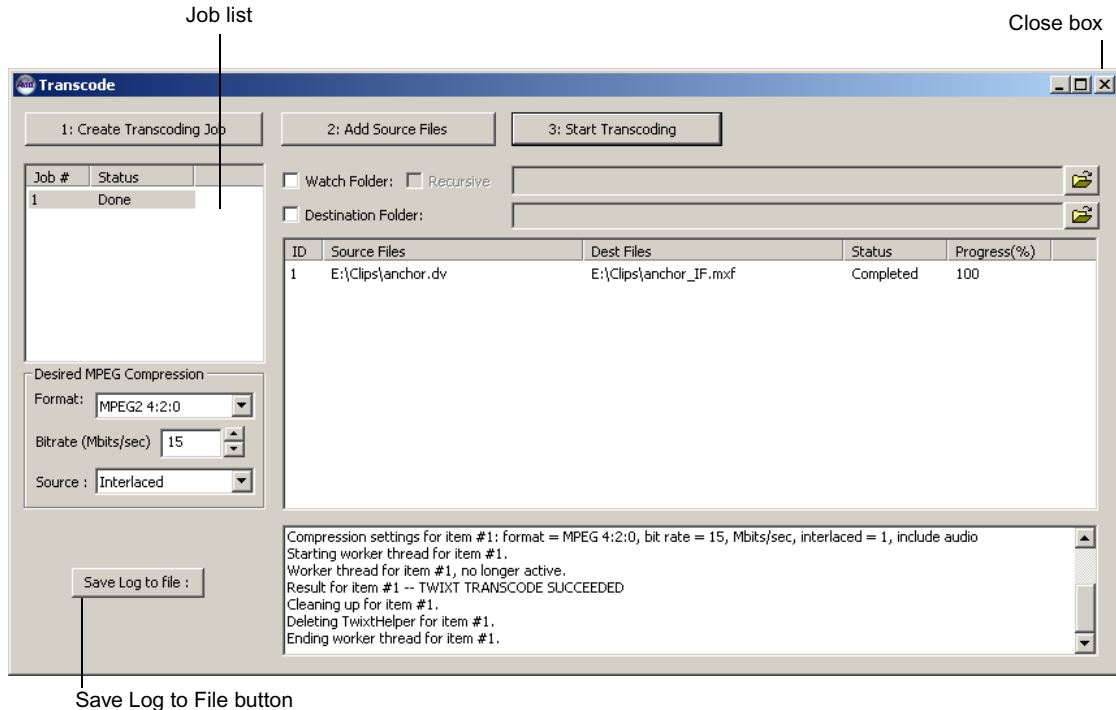 Job list
Close box
Avid Transcode
1: Create Transcoding Job
2: Add Source Files
3: Start Transcoding
Job # Status
1 Done
Watch Folder: Recursive
Destination Folder:
ID Source Files Dest Files Status Progress(%)
1 E:\Clips\anchor.dv E:\Clips\anchor_IF.mxf Completed 100
Desired MPEG Compression
Format: MPEG2 4:2:0
Bitrate (Mbits/sec) 15
Source : Interlaced
Compression settings for item #1: format = MPEG 4:2:0, bit rate = 15, Mbits/sec, interlaced = 1, include audio
Starting worker thread for item #1.
Worker thread for item #1, no longer active.
Result for item #1 -- TWIXT TRANSCODE SUCCEEDED
Cleaning up for item #1.
Deleting TwixtHelper for item #1.
Ending worker thread for item #1.
Save Log to file :
Save Log to File button